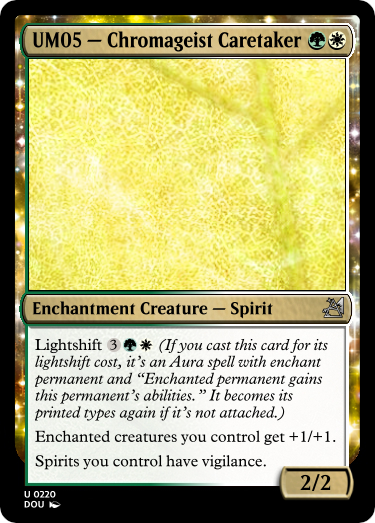 UM05 — Chromageist Caretaker
Enchantment Creature — Spirit
Lightshift 3 (If you cast this card for its
lightshift cost, it's an Aura spell with enchant
permanent and “Enchanted permanent gains
this permanent's abilities.” It becomes its
printed types again if it's not attached.)
Enchanted creatures you control get +1/+1.
Spirits you control have vigilance.
2/2
U 0220
DOU